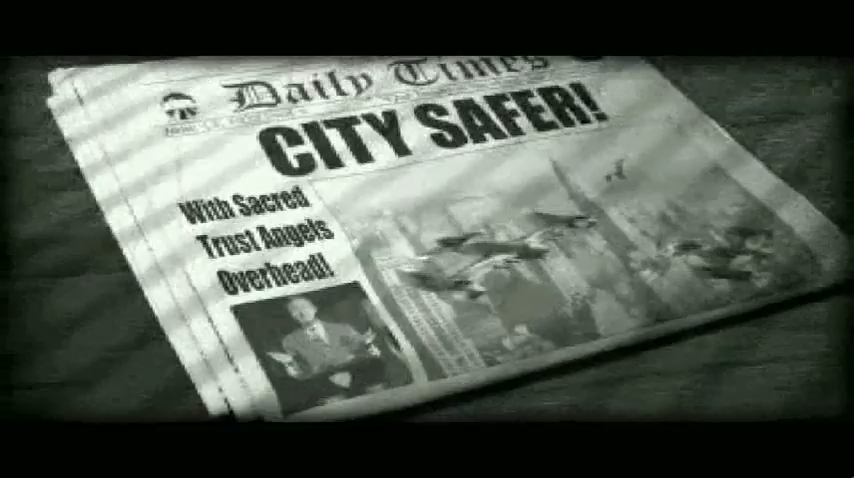 Daily Times
CITY SAFER!
With Sacred
Trust Angels
Overhead!